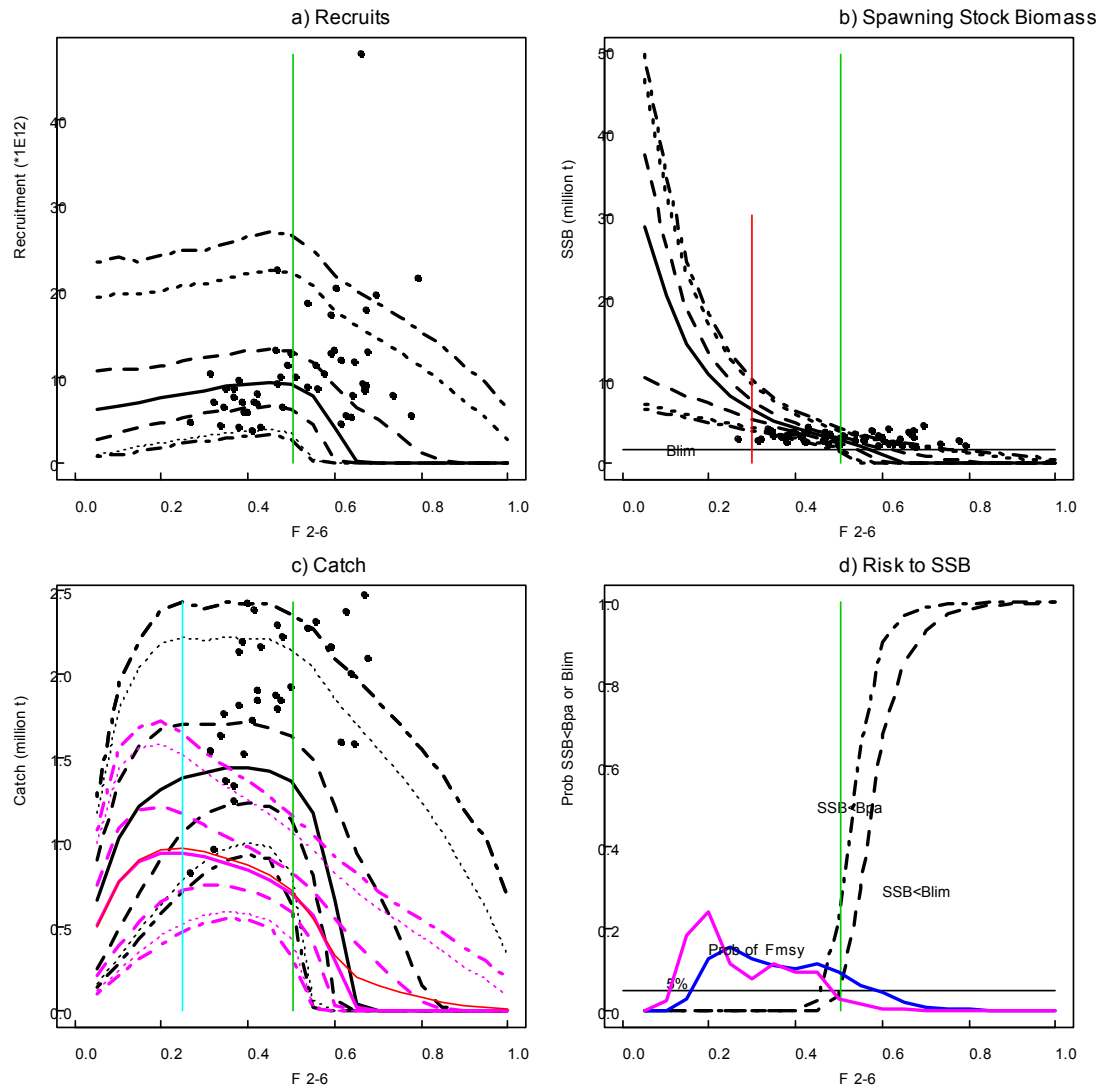 a) Recruits
Recruitment (*1E12)
40
30
20
10
0
0.0 0.2 0.4 0.6 0.8 1.0
F 2-6
b) Spawning Stock Biomass
SSB (million t)
50
40
30
20
10
0
Blim
0.0 0.2 0.4 0.6 0.8 1.0
F 2-6
c) Catch
Catch (million t)
2.5
2.0
1.5
1.0
0.5
0.0
0.0 0.2 0.4 0.6 0.8 1.0
F 2-6
d) Risk to SSB
Prob SSB<Bpa or Blim
1.0
0.8
0.6
0.4
0.2
0.0
SSB<Bpa
SSB<Blim
Prob of Fmsy
5%
0.0 0.2 0.4 0.6 0.8 1.0
F 2-6